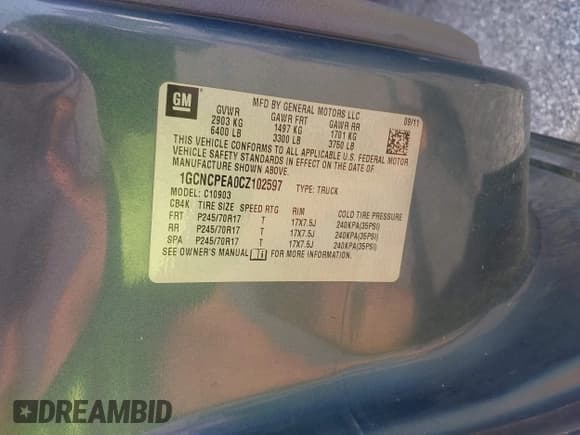 GM
MFD BY GENERAL MOTORS LLC
09/11
GVWR GAWR FRT GAWR RR
2903 KG 1497 KG 1701 KG
6400 LB 3300 LB 3750 LB
THIS VEHICLE CONFORMS TO ALL APPLICABLE U.S. FEDERAL MOTOR
VEHICLE SAFETY STANDARDS IN EFFECT ON THE DATE OF
MANUFACTURE SHOWN ABOVE.
1GCNCPEA0CZ102597 TYPE: TRUCK
MODEL: C10903
CB4K TIRE SIZE SPEED RTG RIM COLD TIRE PRESSURE
FRT P245/70R17 T 17X7.5J 240KPA(35PSI)
RR P245/70R17 T 17X7.5J 240KPA(35PSI)
SPA P245/70R17 T 17X7.5J 240KPA(35PSI)
SEE OWNER'S MANUAL FOR MORE INFORMATION.
DREAMBID